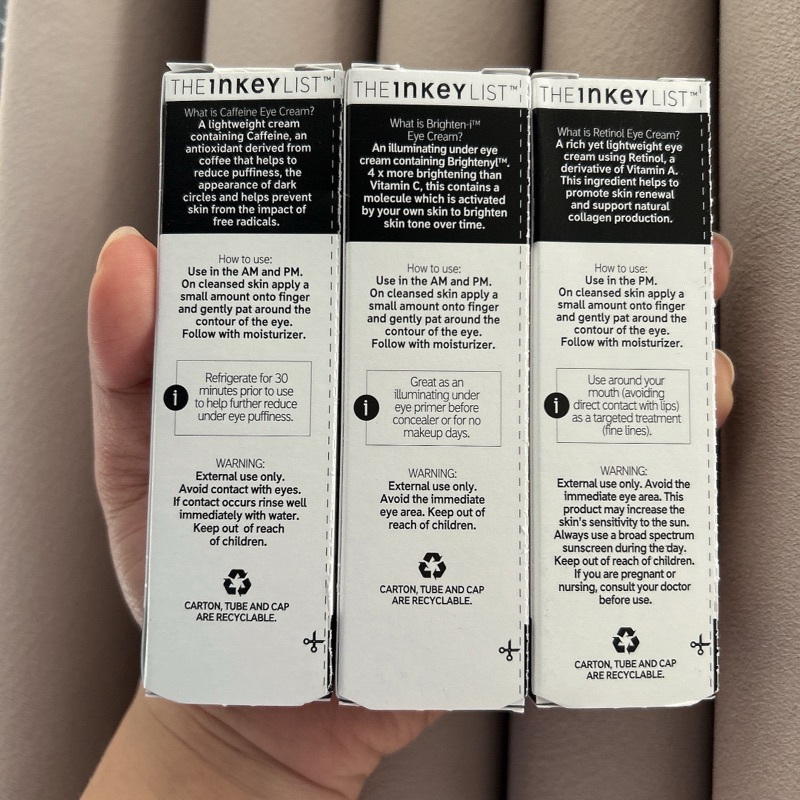 THE INKEY LIST™
What is Caffeine Eye Cream?
A lightweight cream
containing Caffeine, an
antioxidant derived from
coffee that helps to
reduce puffiness, the
appearance of dark
circles and helps prevent
skin from the impact of
free radicals.
How to use:
Use in the AM and PM.
On cleansed skin apply a
small amount onto finger
and gently pat around the
contour of the eye.
Follow with moisturizer.
i
Refrigerate for 30
minutes prior to use
to help further reduce
under eye puffiness.
WARNING:
External use only.
Avoid contact with eyes.
If contact occurs rinse well
immediately with water.
Keep out of reach
of children.
CARTON, TUBE AND CAP
ARE RECYCLABLE.
THE INKEY LIST™
What is Brighten-i™
Eye Cream?
An illuminating under eye
cream containing Brightenyl™.
4 x more brightening than
Vitamin C, this contains a
molecule which is activated
by your own skin to brighten
skin tone over time.
How to use:
Use in the AM and PM.
On cleansed skin apply a
small amount onto finger
and gently pat around the
contour of the eye.
Follow with moisturizer.
i
Great as an
illuminating under
eye primer before
concealer or for no
makeup days.
WARNING:
External use only.
Avoid the immediate
eye area. Keep out of
reach of children.
CARTON, TUBE AND CAP
ARE RECYCLABLE.
THE INKEY LIST™
What is Retinol Eye Cream?
A rich yet lightweight eye
cream using Retinol, a
derivative of Vitamin A.
This ingredient helps to
promote skin renewal
and support natural
collagen production.
How to use:
Use in the PM.
On cleansed skin apply a
small amount onto finger
and gently pat around the
contour of the eye.
Follow with moisturizer.
i
Use around your
mouth (avoiding
direct contact with lips)
as a targeted treatment
(fine lines).
WARNING:
External use only. Avoid the
immediate eye area. This
product may increase the
skin's sensitivity to the sun.
Always use a broad spectrum
sunscreen during the day.
Keep out of reach of children.
If you are pregnant or
nursing, consult your doctor
before use.
CARTON, TUBE AND CAP
ARE RECYCLABLE.